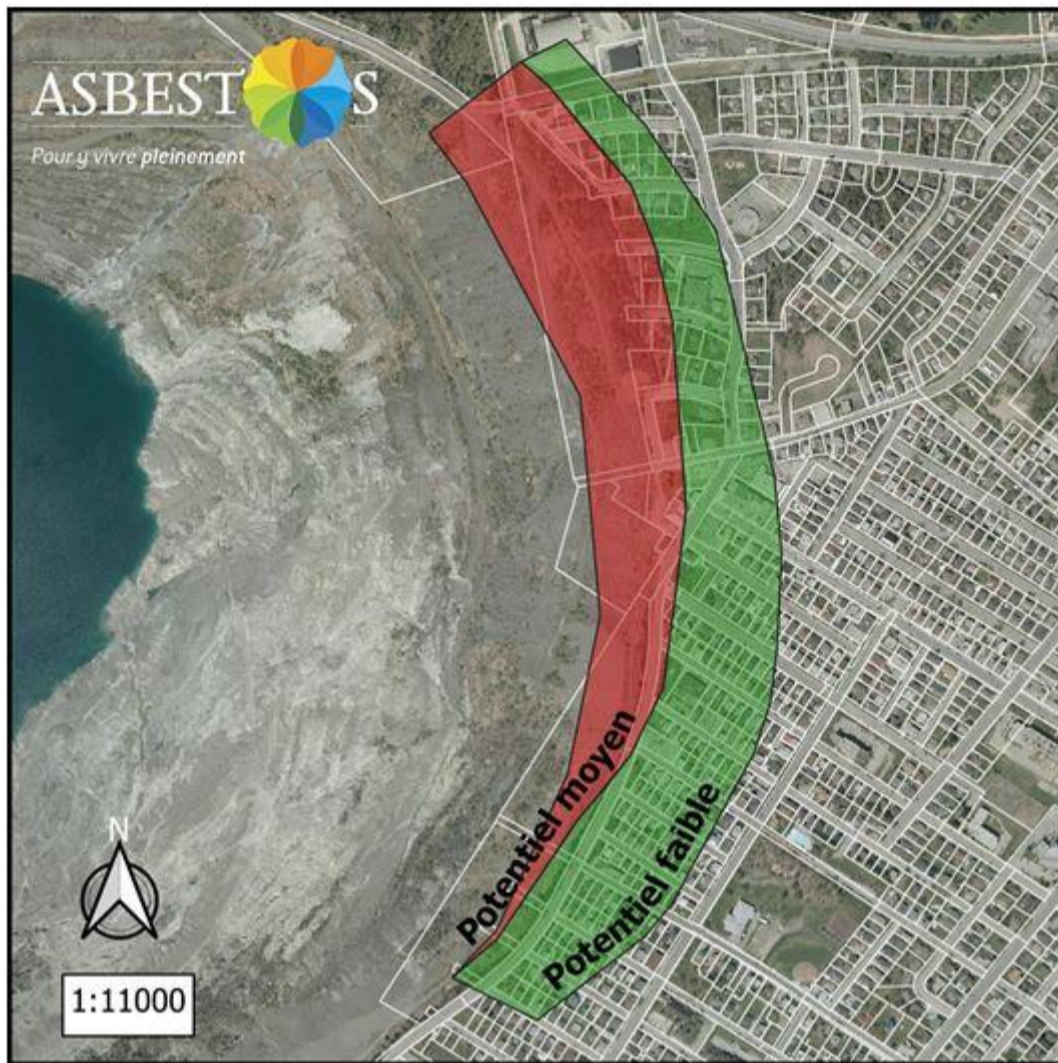 ASBESTOS
Pour y vivre pleinement
Potentiel moyen
Potentiel faible
N
1:11000